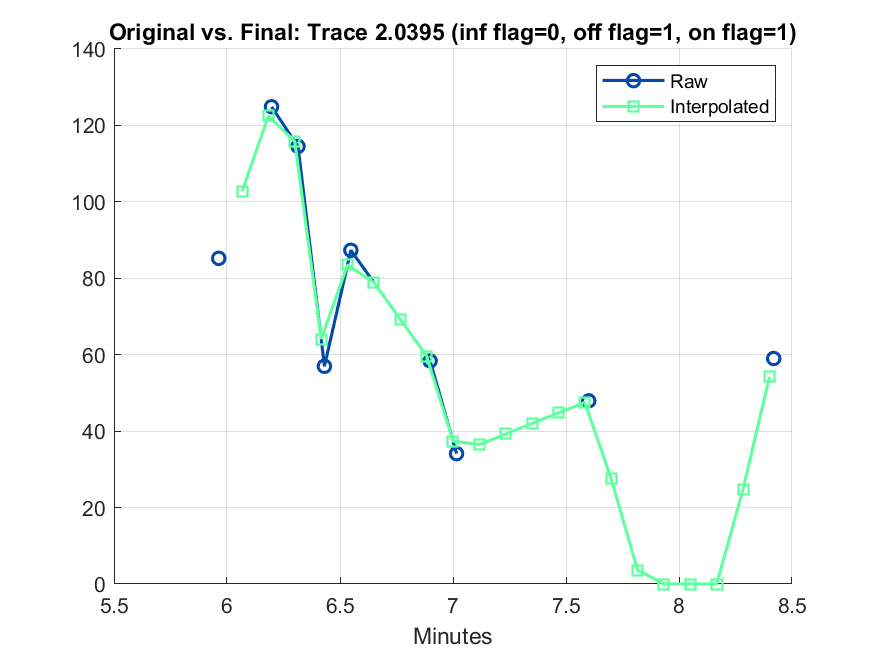 Original vs. Final: Trace 2.0395 (inf flag=0, off flag=1, on flag=1)
140
120
100
80
60
40
20
0
Raw
Interpolated
5.5 6 6.5 7 7.5 8 8.5
Minutes